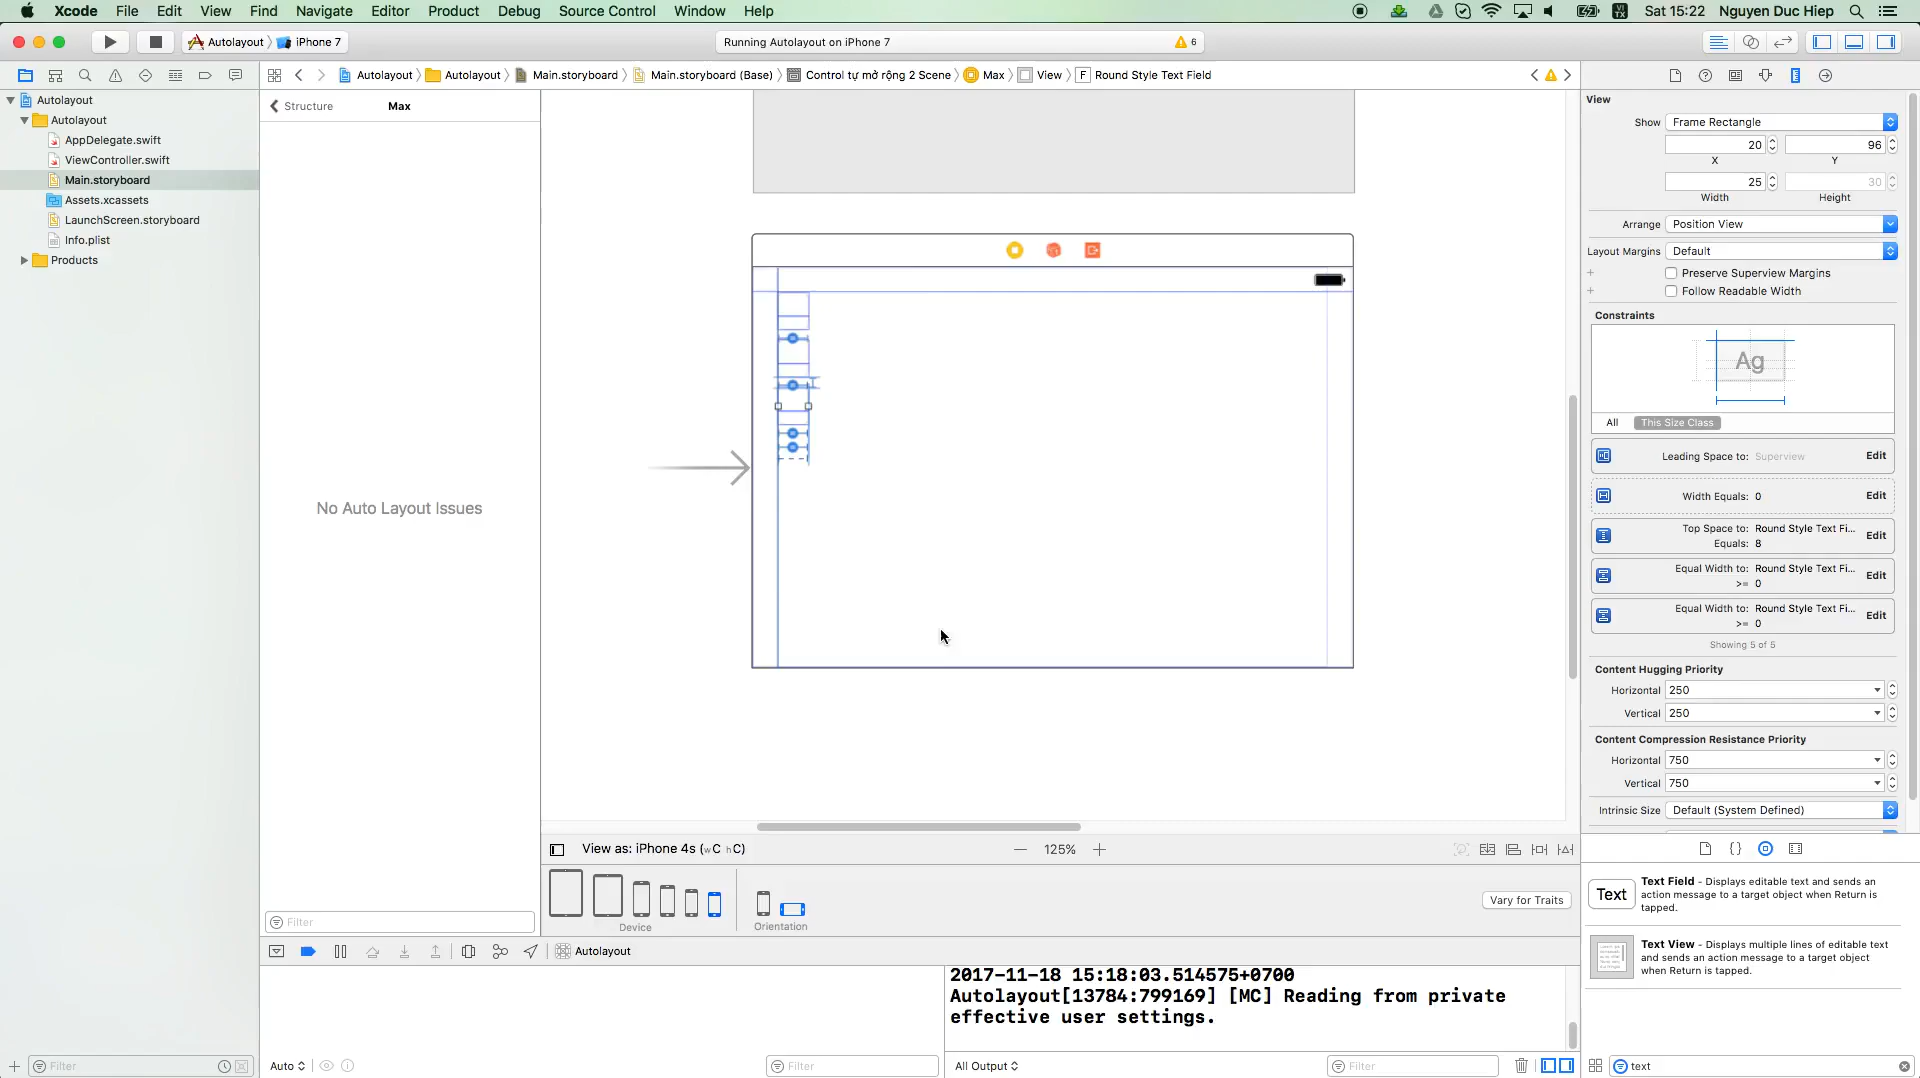 Xcode File Edit View Find Navigate Editor Product Debug Source Control Window Help
Sat 15:22 Nguyen Duc Hiep
Autolayout iPhone 7
Running Autolayout on iPhone 7
6
Autolayout Autolayout Main.storyboard Main.storyboard (Base) Control tự mở rộng 2 Scene Max View F Round Style Text Field
Autolayout
Autolayout
AppDelegate.swift
ViewController.swift
Main.storyboard
Assets.xcassets
LaunchScreen.storyboard
Info.plist
Products
Structure
Max
No Auto Layout Issues
Filter
View as: iPhone 4s (wC hC)
125%
Device
Orientation
Vary for Traits
Autolayout
2017-11-18 15:18:03.514575+0700
Autolayout[13784:799169] [MC] Reading from private
effective user settings.
Filter
Auto
Filter
All Output
Filter
View
Show Frame Rectangle
20 96
X Y
25 30
Width Height
Arrange Position View
Layout Margins Default
Preserve Superview Margins
Follow Readable Width
Constraints
Ag
All This Size Class
Leading Space to: Superview Edit
Width Equals: 0 Edit
Top Space to: Round Style Text Fi...
Equals: 8
Edit
Equal Width to: Round Style Text Fi...
>= 0
Edit
Equal Width to: Round Style Text Fi...
>= 0
Edit
Showing 5 of 5
Content Hugging Priority
Horizontal 250
Vertical 250
Content Compression Resistance Priority
Horizontal 750
Vertical 750
Intrinsic Size Default (System Defined)
Text
Text Field - Displays editable text and sends an
action message to a target object when Return is
tapped.
Text View - Displays multiple lines of editable text
and sends an action message to a target object
when Return is tapped.
text